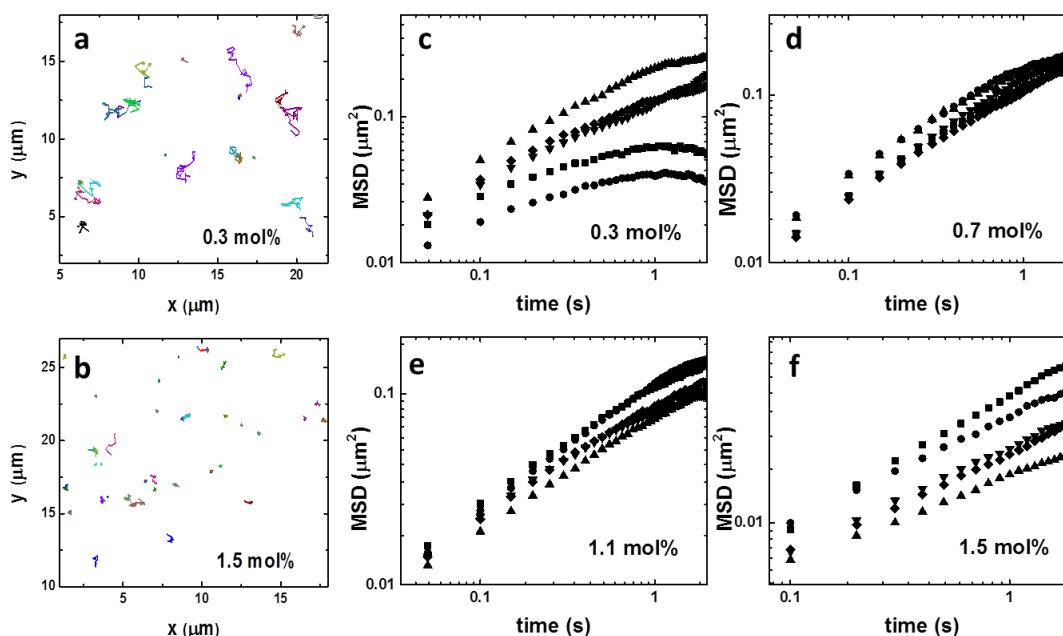 a
15
10
5
y (μm)
0.3 mol%
5 10 15 20
x (μm)
c
0.1
0.01
MSD (μm²)
0.3 mol%
0.1 1
time (s)
d
0.1
0.01
MSD (μm²)
0.7 mol%
0.1 1
time (s)
b
25
20
15
10
y (μm)
1.5 mol%
5 10 15
x (μm)
e
0.1
0.01
MSD (μm²)
1.1 mol%
0.1 1
time (s)
f
0.01
MSD (μm²)
1.5 mol%
0.1 1
time (s)